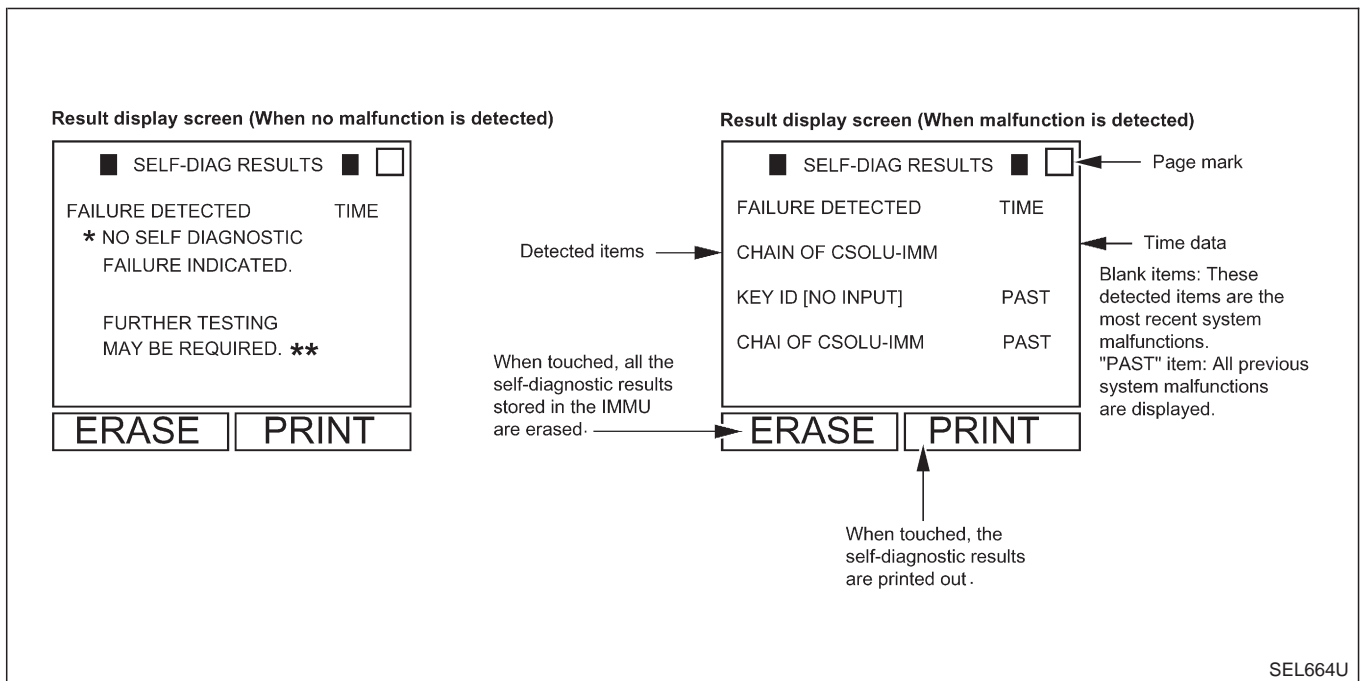 Result display screen (When no malfunction is detected)
SELF-DIAG RESULTS
FAILURE DETECTED TIME
* NO SELF DIAGNOSTIC
FAILURE INDICATED.
FURTHER TESTING
MAY BE REQUIRED. **
ERASE PRINT
Result display screen (When malfunction is detected)
SELF-DIAG RESULTS
Page mark
FAILURE DETECTED TIME
Detected items
CHAIN OF CSOLU-IMM
KEY ID [NO INPUT] PAST
CHAI OF CSOLU-IMM PAST
Time data
Blank items: These
detected items are the
most recent system
malfunctions.
"PAST" item: All previous
system malfunctions
are displayed.
When touched, all the
self-diagnostic results
stored in the IMMU
are erased.
ERASE PRINT
When touched, the
self-diagnostic results
are printed out.
SEL664U